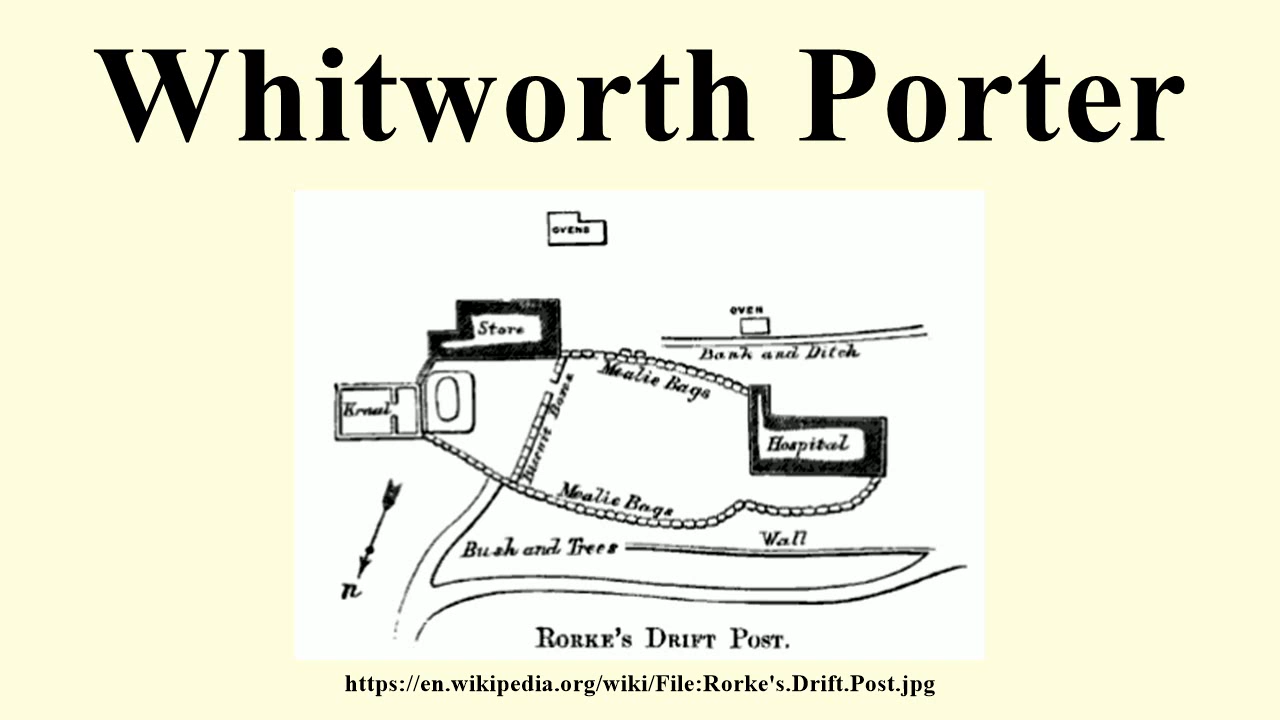 Whitworth Porter
OVENS
Store
OVEN
Bank and Ditch
Mealie Bags
Kraal
Biscuit Boxes
Hospital
Mealie Bags
Wall
Bush and Trees
n
RORKE'S DRIFT POST.
https://en.wikipedia.org/wiki/File:Rorke's.Drift.Post.jpg